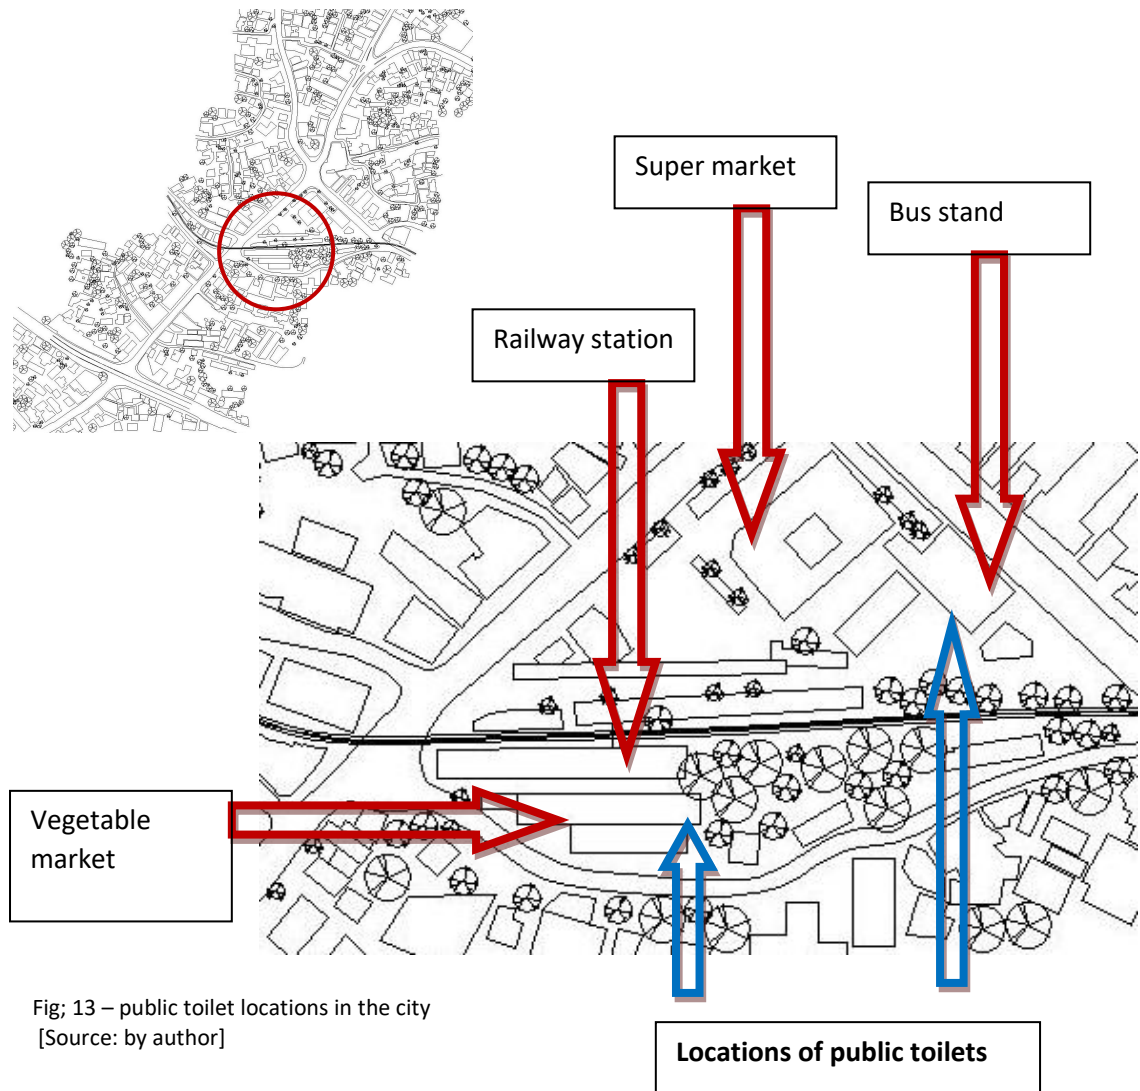 Super market
Bus stand
Railway station
Vegetable
market
Fig; 13 – public toilet locations in the city
[Source: by author]
Locations of public toilets